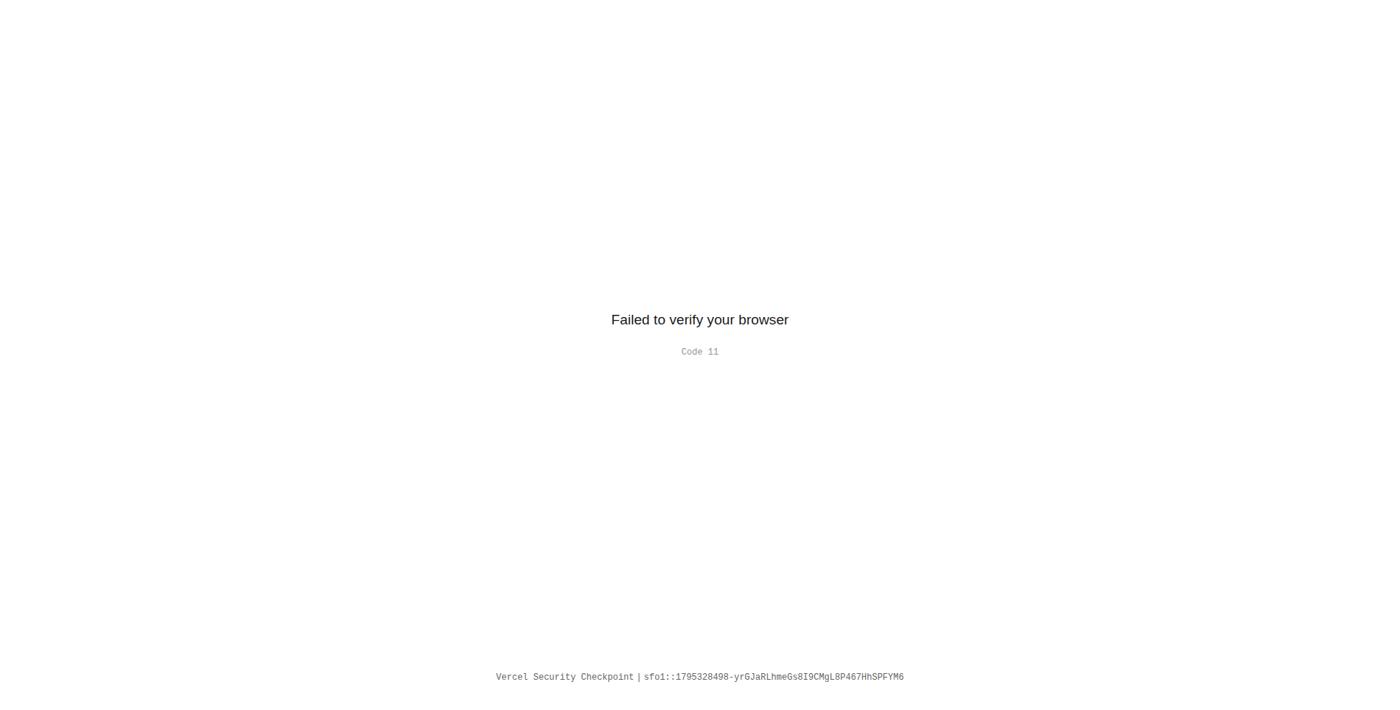 Failed to verify your browser
Code 11
Vercel Security Checkpoint | sfo1::1795328498-yrGJaRLhmeGs8I9CMgL8P467HhSPFYM6